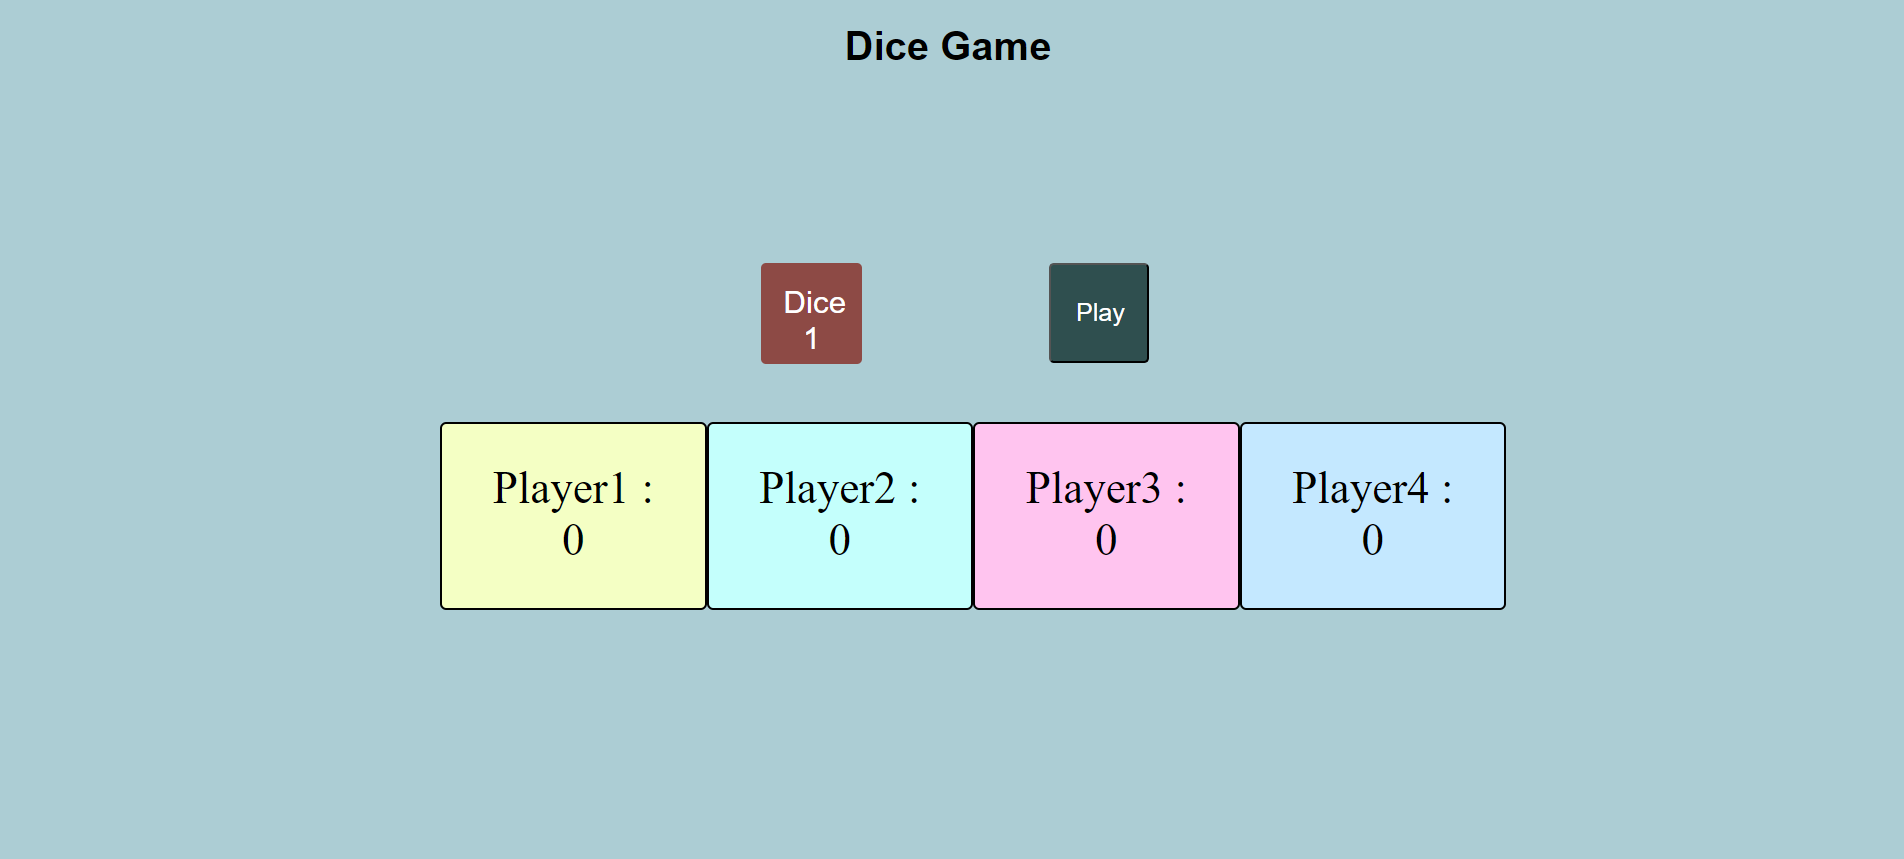 Dice Game
Dice
1
Play
Player1 :
0
Player2 :
0
Player3 :
0
Player4 :
0